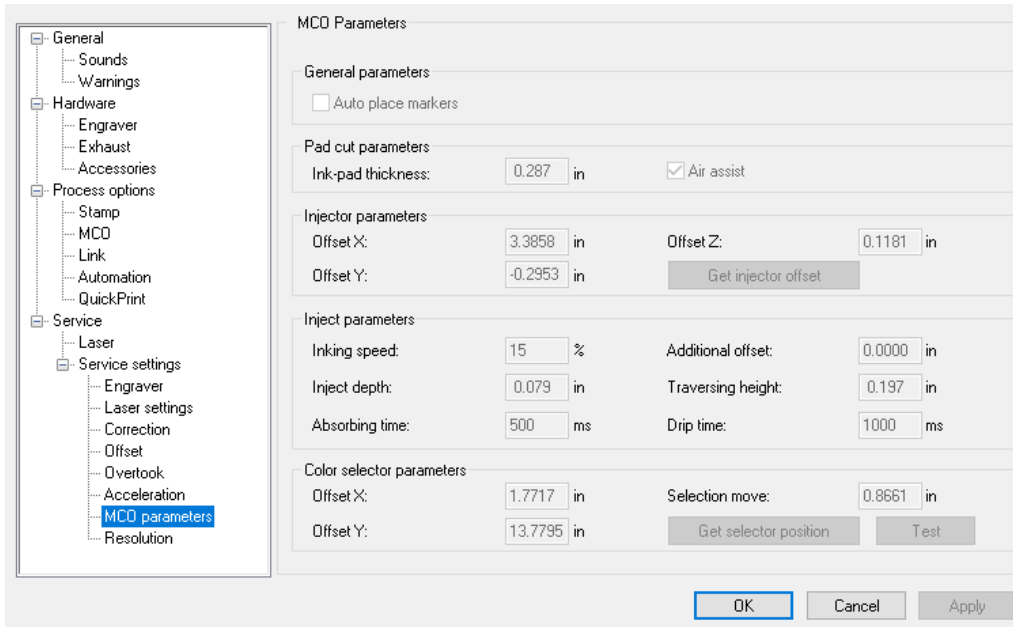 General
Sounds
Warnings
Hardware
Engraver
Exhaust
Accessories
Process options
Stamp
MCO
Link
Automation
QuickPrint
Service
Laser
Service settings
Engraver
Laser settings
Correction
Offset
Overtook
Acceleration
MCO parameters
Resolution
MCO Parameters
General parameters
Auto place markers
Pad cut parameters
Ink-pad thickness: 0.287 in Air assist
Injector parameters
Offset X: 3.3858 in Offset Z: 0.1181 in
Offset Y: -0.2953 in Get injector offset
Inject parameters
Inking speed: 15 % Additional offset: 0.0000 in
Inject depth: 0.079 in Traversing height: 0.197 in
Absorbing time: 500 ms Drip time: 1000 ms
Color selector parameters
Offset X: 1.7717 in Selection move: 0.8661 in
Offset Y: 13.7795 in Get selector position Test
OK Cancel Apply